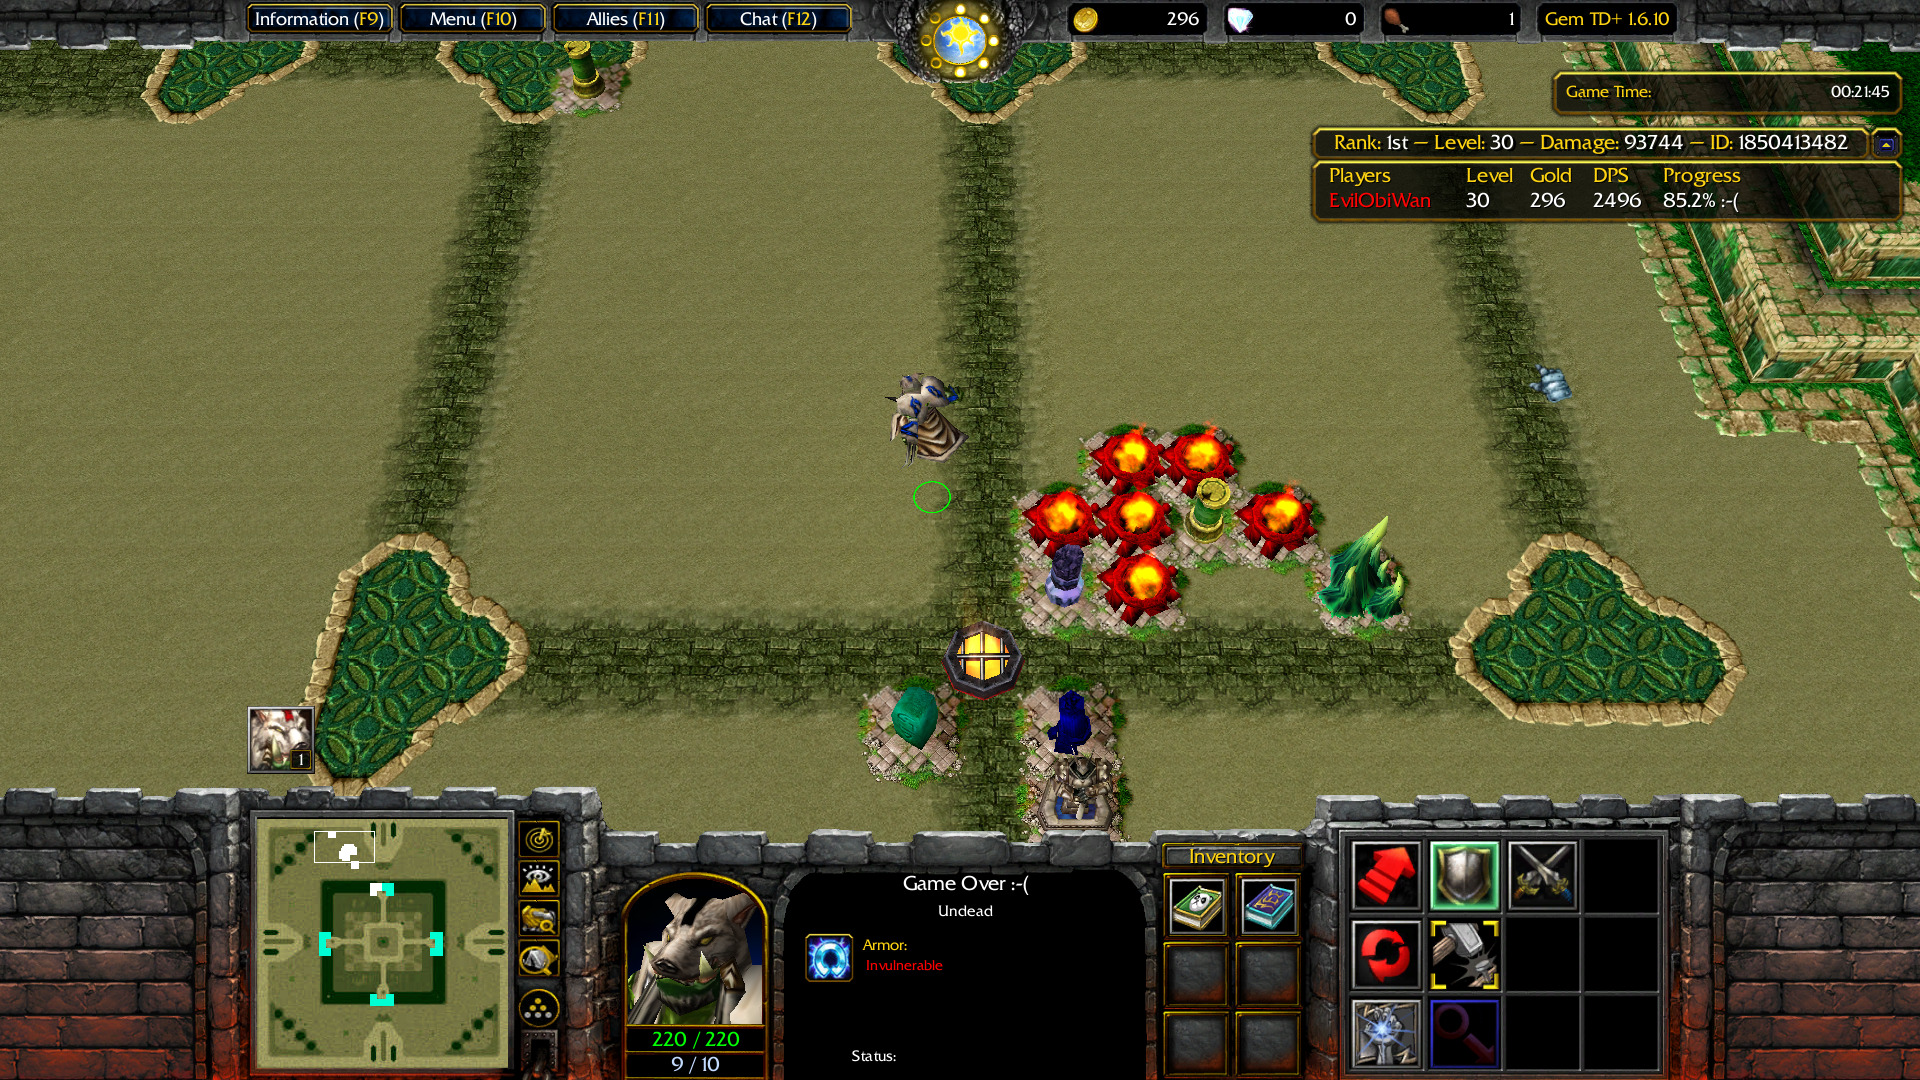 Information (F9) Menu (F10) Allies (F11) Chat (F12) 296 0 1 Gem TD+ 1.6.10
Game Time: 00:21:45
Rank: 1st — Level: 30 — Damage: 93744 — ID: 1850413482
Players Level Gold DPS Progress
EvilObiWan 30 296 2496 85.2% :-(
1
Game Over :-(
Undead
Armor:
Invulnerable
Status:
220 / 220
9 / 10
Inventory